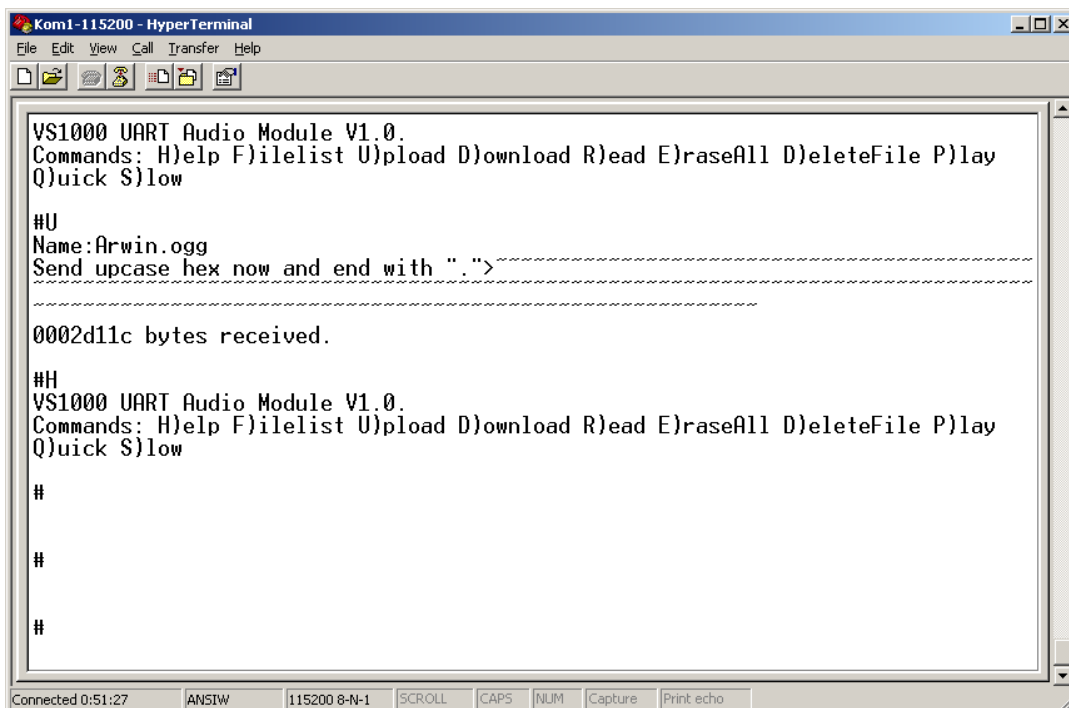 Kom1-115200 - HyperTerminal
File Edit View Call Transfer Help
VS1000 UART Audio Module V1.0.
Commands: H)elp F)ilelist U)pload D)ownload R)ead E)raseAll D)eleteFile P)lay
Q)uick S)low
#U
Name:Arwin.ogg
Send upcase hex now and end with ".">~~~~~~~~~~~~~~~~~~~~~~~~~~~~~~~~~~~~~~~~~~~
~~~~~~~~~~~~~~~~~~~~~~~~~~~~~~~~~~~~~~~~~~~~~~~~~~~~~~~~~~~~~~~~~~~~~~~~~~~~~~~~
~~~~~~~~~~~~~~~~~~~~~~~~~~~~~~~~~~~~~~~~~~~~~~~~~~~~~~~~~~
0002d11c bytes received.
#H
VS1000 UART Audio Module V1.0.
Commands: H)elp F)ilelist U)pload D)ownload R)ead E)raseAll D)eleteFile P)lay
Q)uick S)low
#
#
#
Connected 0:51:27 ANSIW 115200 8-N-1 SCROLL CAPS NUM Capture Print echo